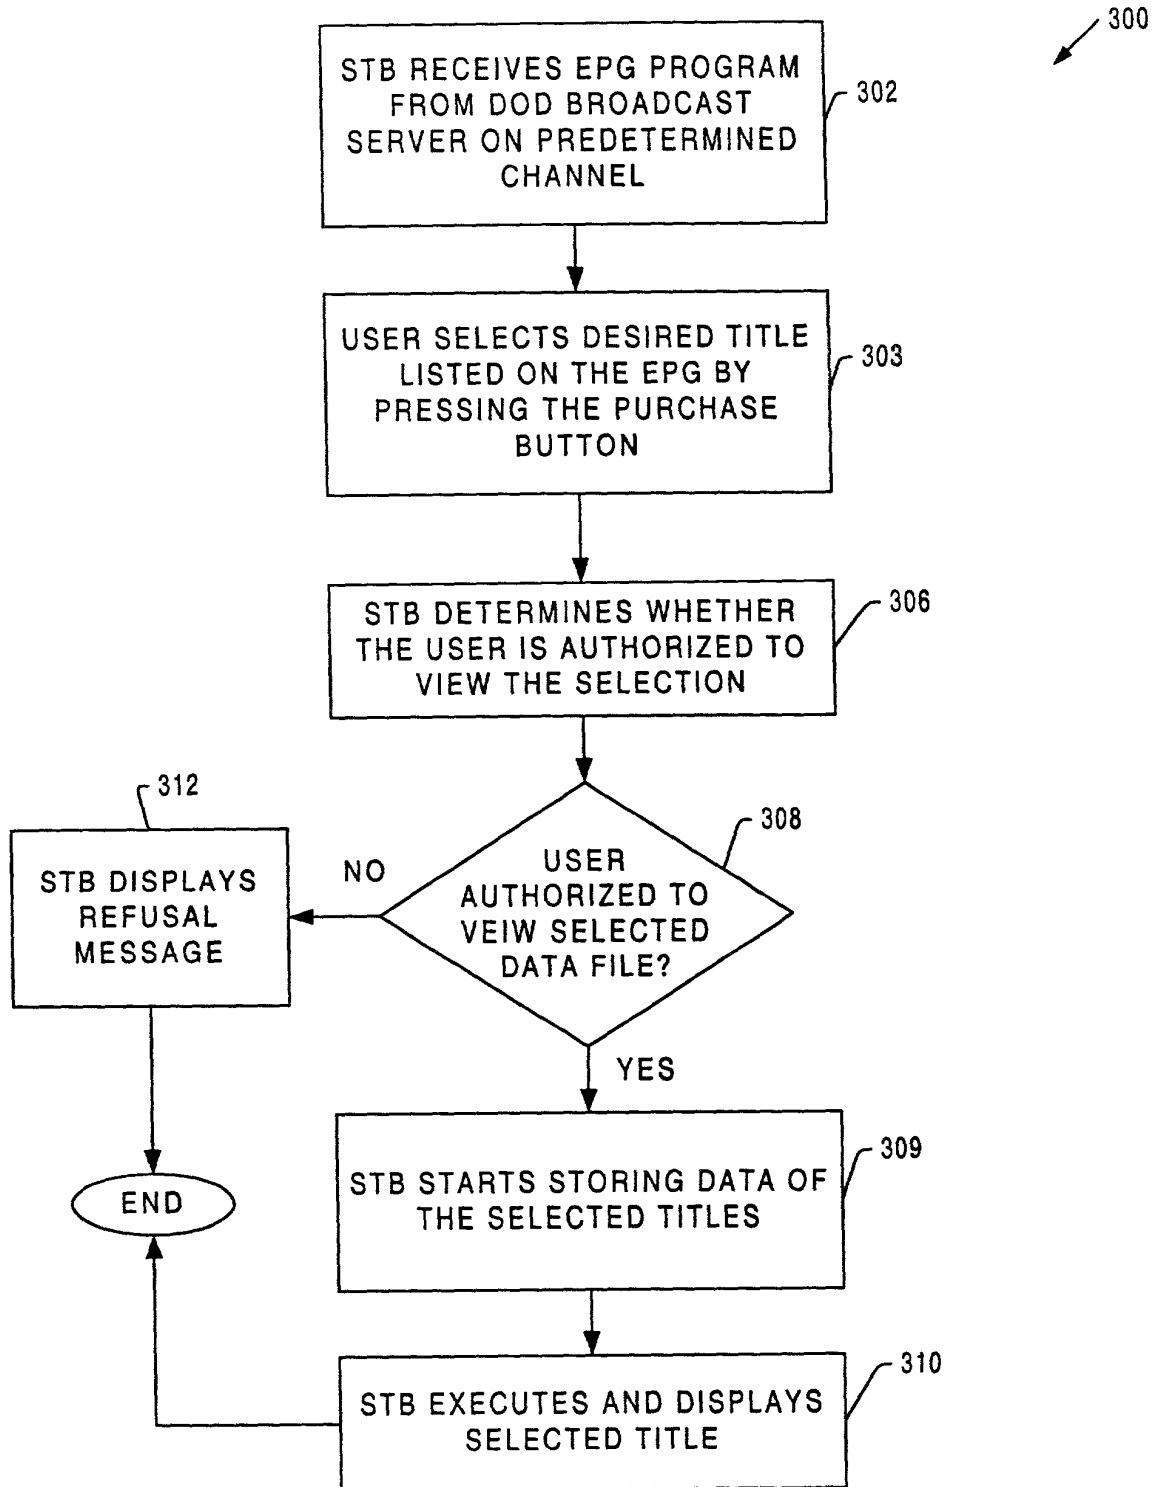 300
STB RECEIVES EPG PROGRAM
FROM DOD BROADCAST
SERVER ON PREDETERMINED
CHANNEL
302
USER SELECTS DESIRED TITLE
LISTED ON THE EPG BY
PRESSING THE PURCHASE
BUTTON
303
STB DETERMINES WHETHER
THE USER IS AUTHORIZED TO
VIEW THE SELECTION
306
308
USER
AUTHORIZED TO
VEIW SELECTED
DATA FILE?
NO
312
STB DISPLAYS
REFUSAL
MESSAGE
YES
END
309
STB STARTS STORING DATA OF
THE SELECTED TITLES
310
STB EXECUTES AND DISPLAYS
SELECTED TITLE